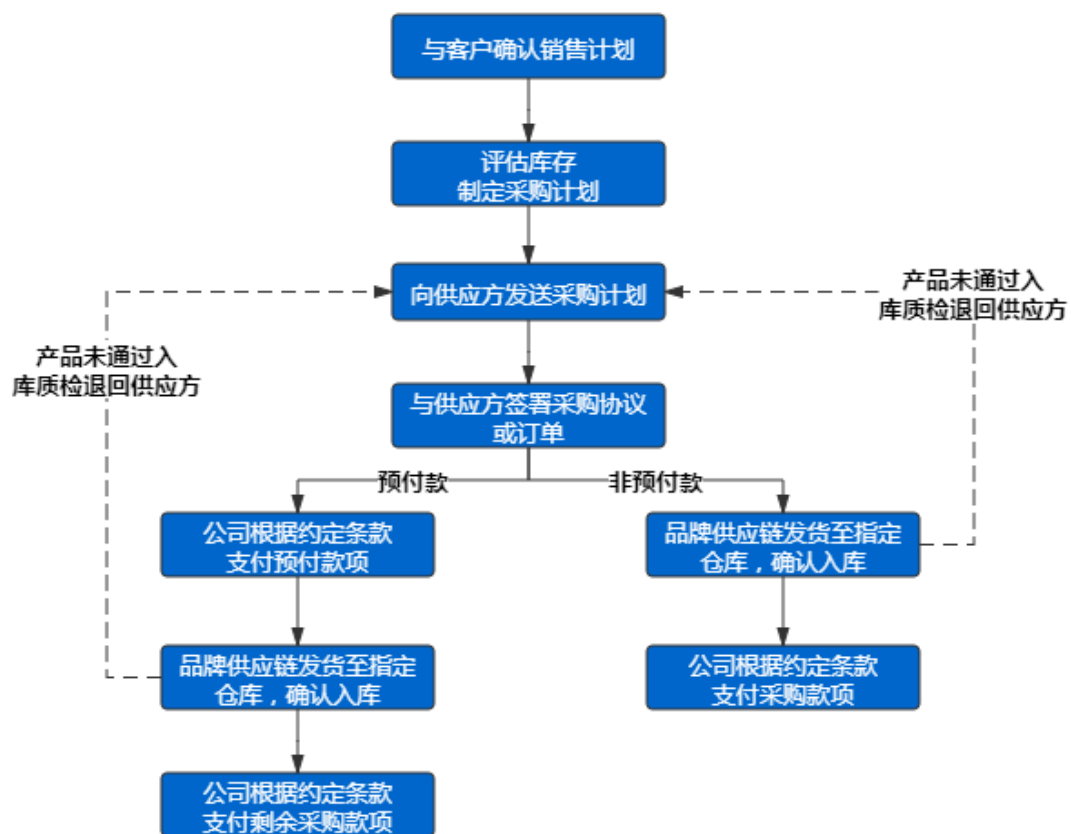 与客户确认销售计划
评估库存
制定采购计划
向供应方发送采购计划
产品未通过入
库质检退回供应方
产品未通过入
库质检退回供应方
与供应方签署采购协议
或订单
预付款
非预付款
公司根据约定条款
支付预付款项
品牌供应链发货至指定
仓库，确认入库
品牌供应链发货至指定
仓库，确认入库
公司根据约定条款
支付采购款项
公司根据约定条款
支付剩余采购款项